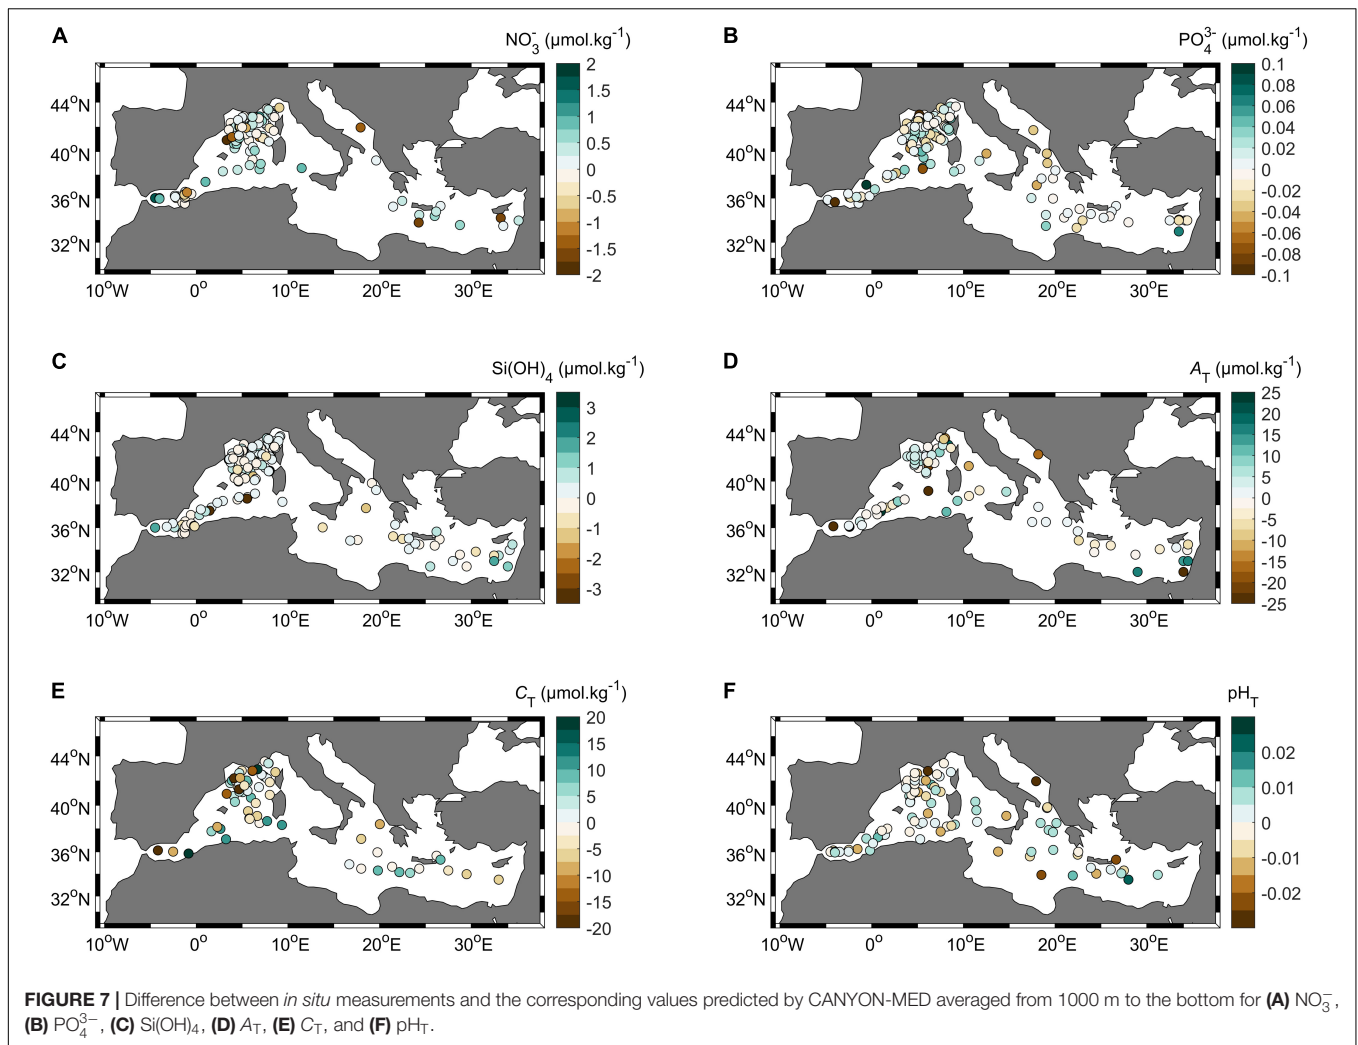 A
NO₃⁻ (μmol.kg⁻¹)
44°N
40°N
36°N
32°N
10°W 0° 10°E 20°E 30°E
2
1.5
1
0.5
0
-0.5
-1
-1.5
-2
B
PO₄³⁻ (μmol.kg⁻¹)
44°N
40°N
36°N
32°N
10°W 0° 10°E 20°E 30°E
0.1
0.08
0.06
0.04
0.02
0
-0.02
-0.04
-0.06
-0.08
-0.1
C
Si(OH)₄ (μmol.kg⁻¹)
44°N
40°N
36°N
32°N
10°W 0° 10°E 20°E 30°E
3
2
1
0
-1
-2
-3
D
A_T (μmol.kg⁻¹)
44°N
40°N
36°N
32°N
10°W 0° 10°E 20°E 30°E
25
20
15
10
5
0
-5
-10
-15
-20
-25
E
C_T (μmol.kg⁻¹)
44°N
40°N
36°N
32°N
10°W 0° 10°E 20°E 30°E
20
15
10
5
0
-5
-10
-15
-20
F
pH_T
44°N
40°N
36°N
32°N
10°W 0° 10°E 20°E 30°E
0.02
0.01
0
-0.01
-0.02
FIGURE 7 | Difference between in situ measurements and the corresponding values predicted by CANYON-MED averaged from 1000 m to the bottom for (A) NO₃⁻,
(B) PO₄³⁻, (C) Si(OH)₄, (D) A_T, (E) C_T, and (F) pH_T.